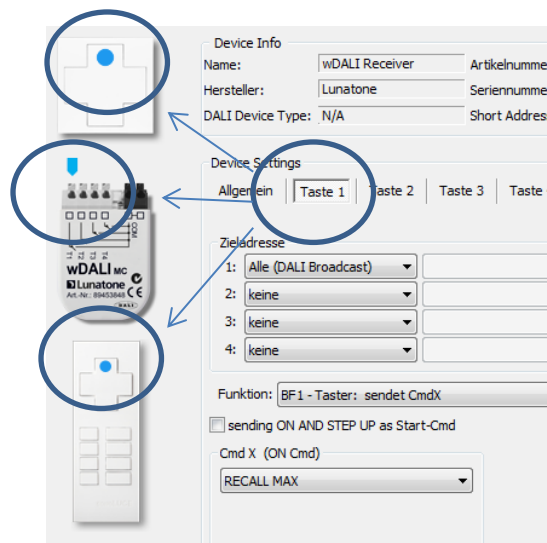 Device Info
Name: wDALI Receiver Artikelnumme
Hersteller: Lunatone Seriennumme
DALI Device Type: N/A Short Addres
Device Settings
Allgemein Taste 1 Taste 2 Taste 3 Taste
Zieladresse
1: Alle (DALI Broadcast)
2: keine
3: keine
4: keine
Funktion: BF1 - Taster: sendet CmdX
sending ON AND STEP UP as Start-Cmd
Cmd X (ON Cmd)
RECALL MAX
COM
wDALI MC
Lunatone
Art.-Nr.: 89453848 CE
DALI